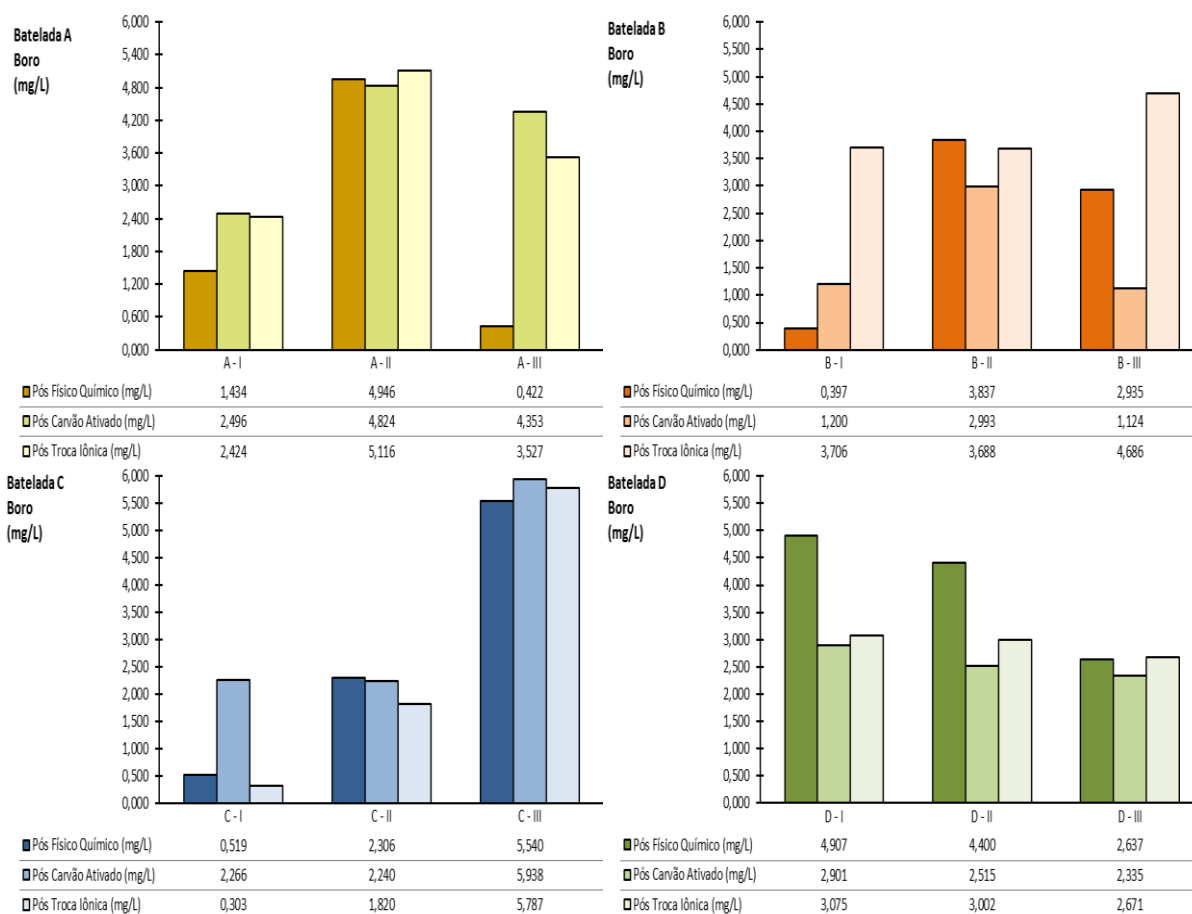 Batelada A
Boro
(mg/L)
6,000
5,400
4,800
4,200
3,600
3,000
2,400
1,800
1,200
0,600
0,000
A - I A - II A - III
Pós Físico Químico (mg/L) 1,434 4,946 0,422
Pós Carvão Ativado (mg/L) 2,496 4,824 4,353
Pós Troca Iônica (mg/L) 2,424 5,116 3,527
Batelada B
Boro
(mg/L)
6,000
5,500
5,000
4,500
4,000
3,500
3,000
2,500
2,000
1,500
1,000
0,500
0,000
B - I B - II B - III
Pós Físico Químico (mg/L) 0,397 3,837 2,935
Pós Carvão Ativado (mg/L) 1,200 2,993 1,124
Pós Troca Iônica (mg/L) 3,706 3,688 4,686
Batelada C
Boro
(mg/L)
6,000
5,500
5,000
4,500
4,000
3,500
3,000
2,500
2,000
1,500
1,000
0,500
0,000
C - I C - II C - III
Pós Físico Químico (mg/L) 0,519 2,306 5,540
Pós Carvão Ativado (mg/L) 2,266 2,240 5,938
Pós Troca Iônica (mg/L) 0,303 1,820 5,787
Batelada D
Boro
(mg/L)
6,000
5,500
5,000
4,500
4,000
3,500
3,000
2,500
2,000
1,500
1,000
0,500
0,000
D - I D - II D - III
Pós Físico Químico (mg/L) 4,907 4,400 2,637
Pós Carvão Ativado (mg/L) 2,901 2,515 2,335
Pós Troca Iônica (mg/L) 3,075 3,002 2,671